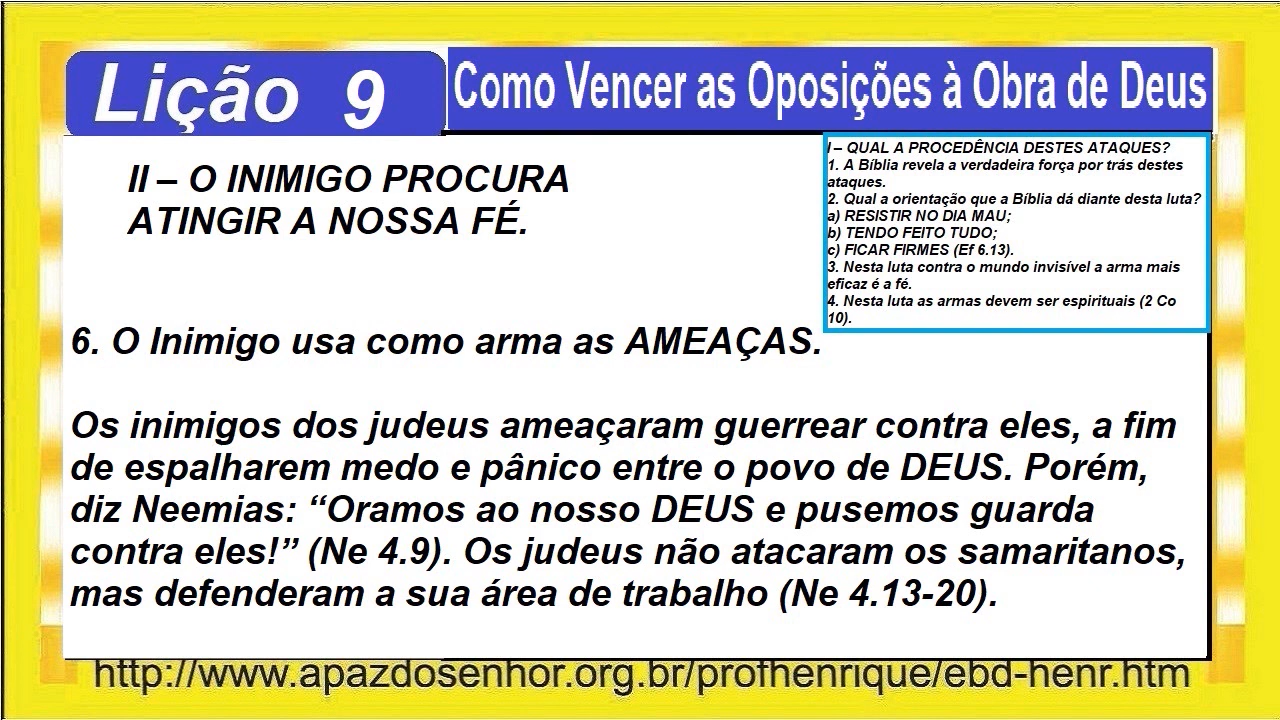 Lição 9
Como Vencer as Oposições à Obra de Deus
II – O INIMIGO PROCURA
ATINGIR A NOSSA FÉ.
I – QUAL A PROCEDÊNCIA DESTES ATAQUES?
1. A Bíblia revela a verdadeira força por trás destes
ataques.
2. Qual a orientação que a Bíblia dá diante desta luta?
a) RESISTIR NO DIA MAU;
b) TENDO FEITO TUDO;
c) FICAR FIRMES (Ef 6.13).
3. Nesta luta contra o mundo invisível a arma mais
eficaz é a fé.
4. Nesta luta as armas devem ser espirituais (2 Co
10).
6. O Inimigo usa como arma as AMEAÇAS.
Os inimigos dos judeus ameaçaram guerrear contra eles, a fim
de espalharem medo e pânico entre o povo de DEUS. Porém,
diz Neemias: “Oramos ao nosso DEUS e pusemos guarda
contra eles!” (Ne 4.9). Os judeus não atacaram os samaritanos,
mas defenderam a sua área de trabalho (Ne 4.13-20).
http://www.apazdosenhor.org.br/profhenrique/ebd-henr.htm